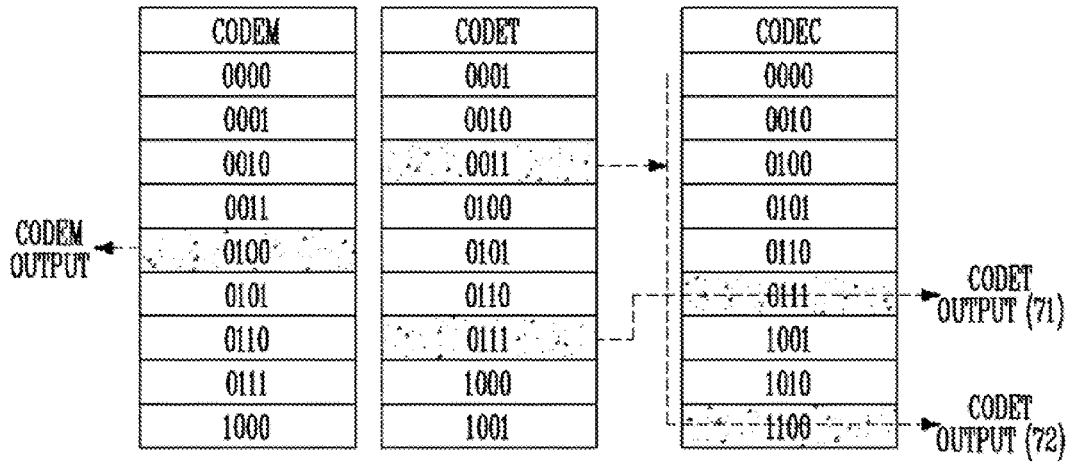 CODEM CODET CODEC
0000 0001 0000
0001 0010 0010
0010 0011 0100
0011 0100 0101
CODEM
OUTPUT
0100 0101 0110
0101 0110 0111
CODET
OUTPUT (71)
0110 0111 1001
0111 1000 1010
1000 1001 1100
CODET
OUTPUT (72)